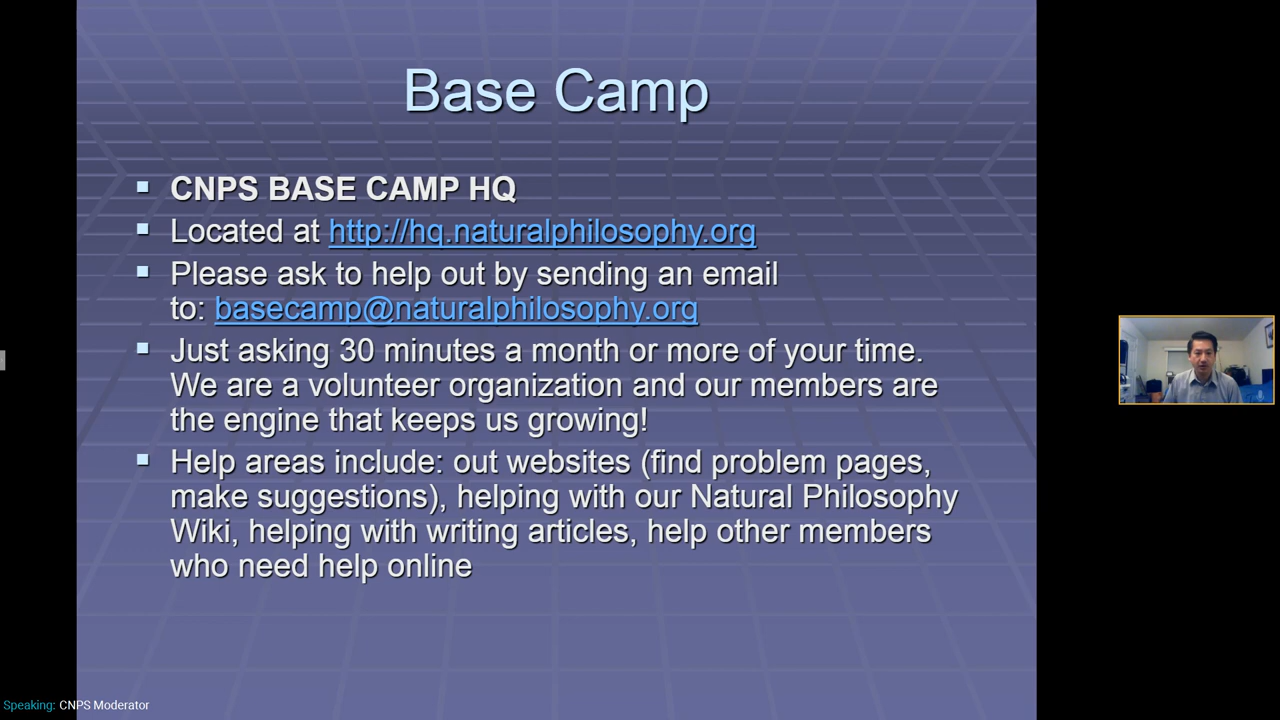 Base Camp
CNPS BASE CAMP HQ
Located at http://hq.naturalphilosophy.org
Please ask to help out by sending an email
to: basecamp@naturalphilosophy.org
Just asking 30 minutes a month or more of your time.
We are a volunteer organization and our members are
the engine that keeps us growing!
Help areas include: out websites (find problem pages,
make suggestions), helping with our Natural Philosophy
Wiki, helping with writing articles, help other members
who need help online
Speaking: CNPS Moderator